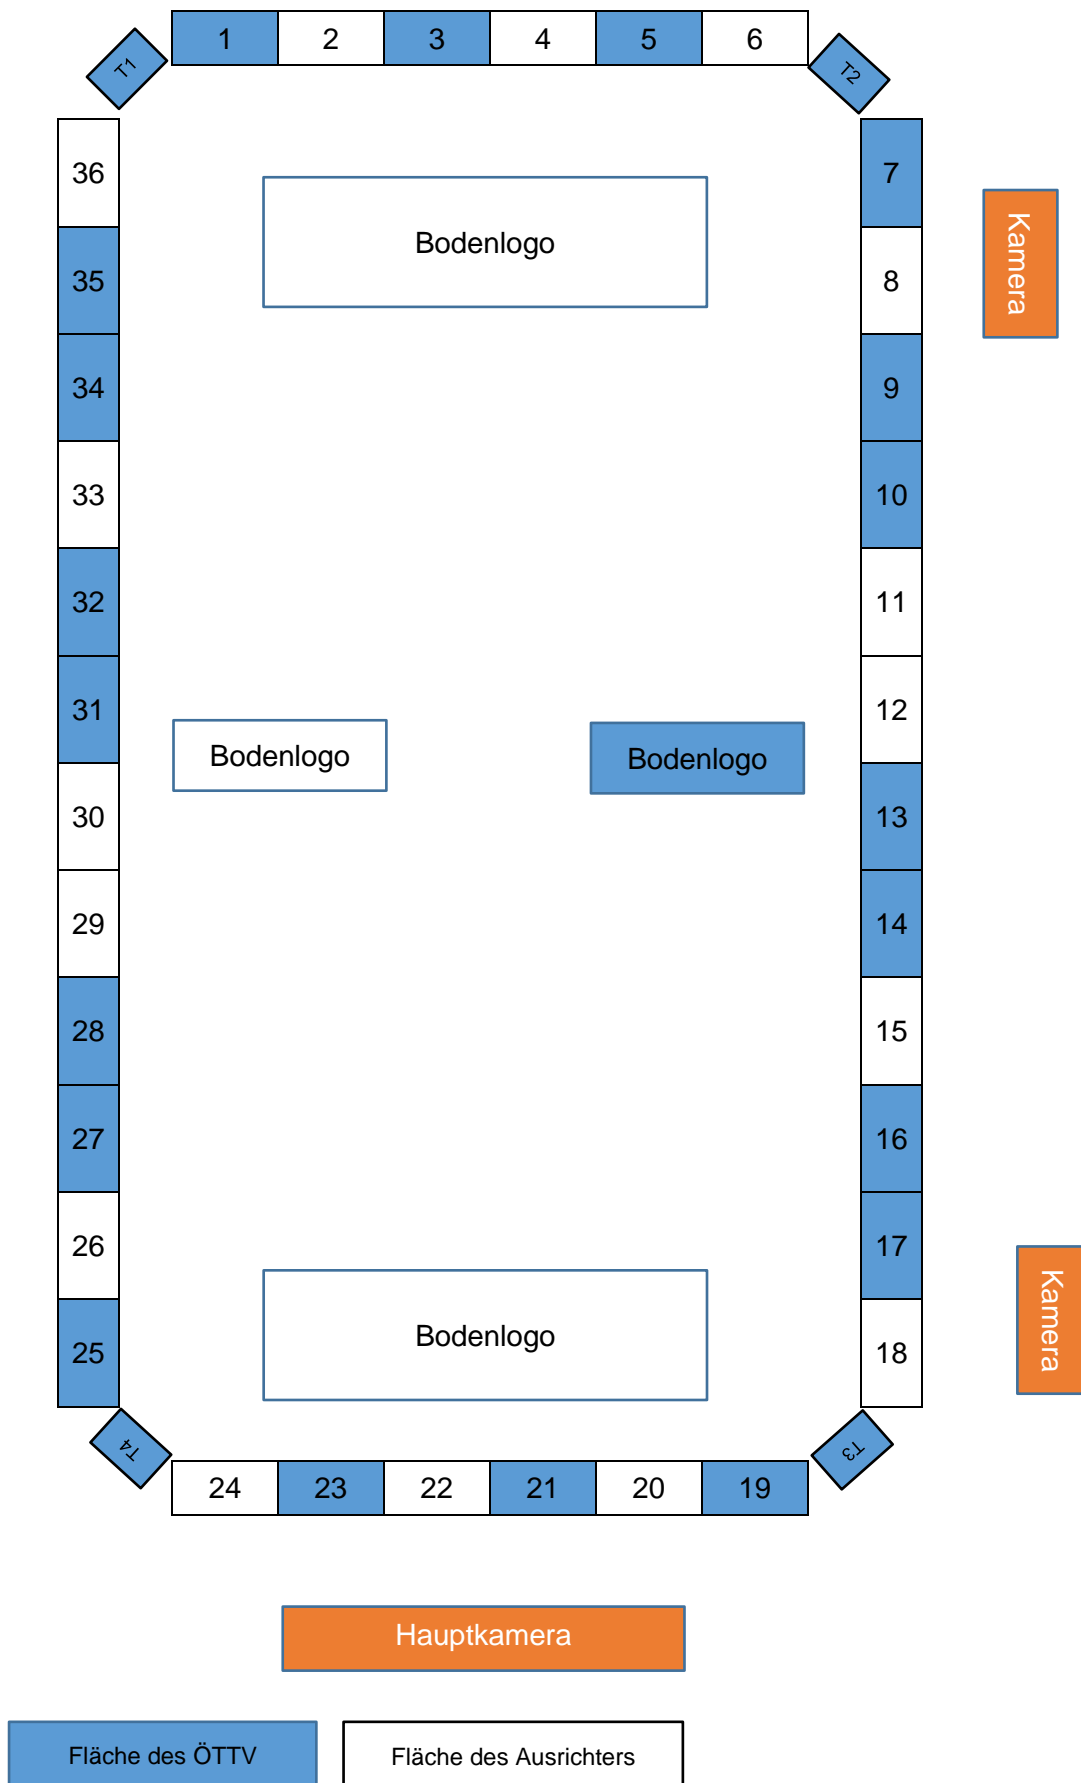 1 2 3 4 5 6
T1
T2
36
7
Kamera
Bodenlogo
35
8
34
9
33
10
32
11
31
12
Bodenlogo
Bodenlogo
30
13
29
14
28
15
27
16
26
17
Kamera
Bodenlogo
25
18
T4
T3
24 23 22 21 20 19
Hauptkamera
Fläche des ÖTTV
Fläche des Ausrichters